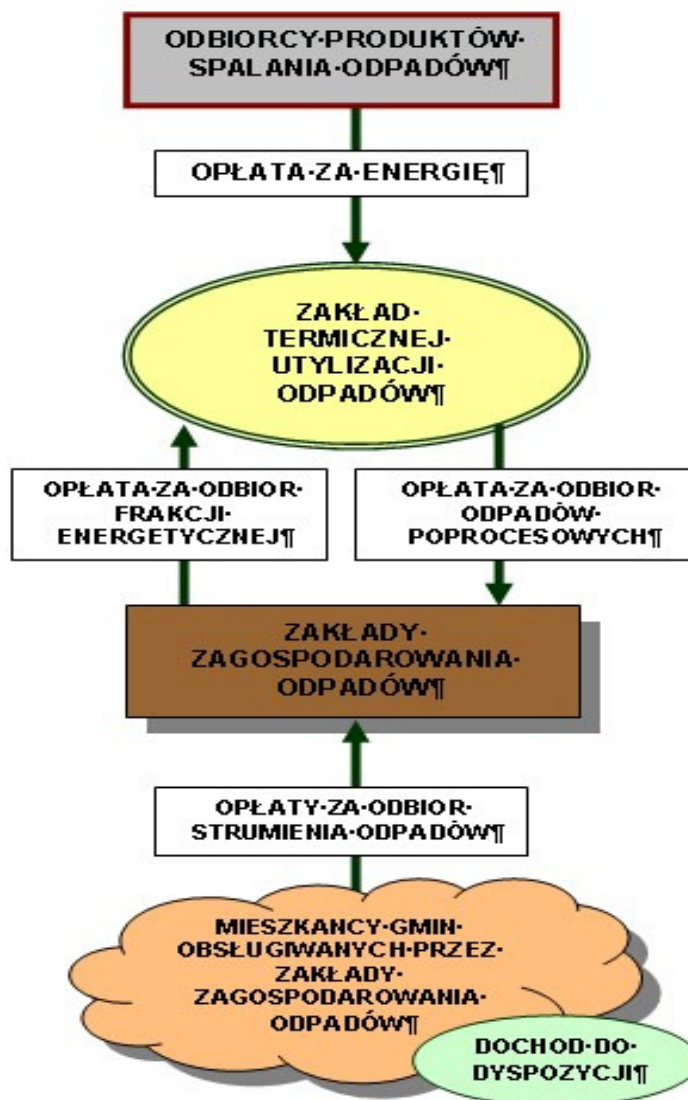 ODBIORCY·PRODUKTÓW·
SPALANIA·ODPADÓW¶
OPŁATA·ZA·ENERGIĘ¶
ZAKŁAD·
TERMICZNEJ·
UTYLIZACJI·
ODPADÓW¶
OPŁATA·ZA·ODBIOR·
FRAKCJI·
ENERGETYCZNEJ¶
OPŁATA·ZA·ODBIOR·
ODPADÓW·
POPROCESOWYCH¶
ZAKŁADY·
ZAGOSPODAROWANIA·
ODPADÓW¶
OPŁATY·ZA·ODBIOR·
STRUMIENIA·ODPADÓW¶
MIESZKANCY·GMIN·
OBSŁUGIWANYCH·PRZEZ·
ZAKŁADY·
ZAGOSPODAROWANIA·
ODPADÓW¶
DOCHOD·DO·
DYSPOZYCJI¶